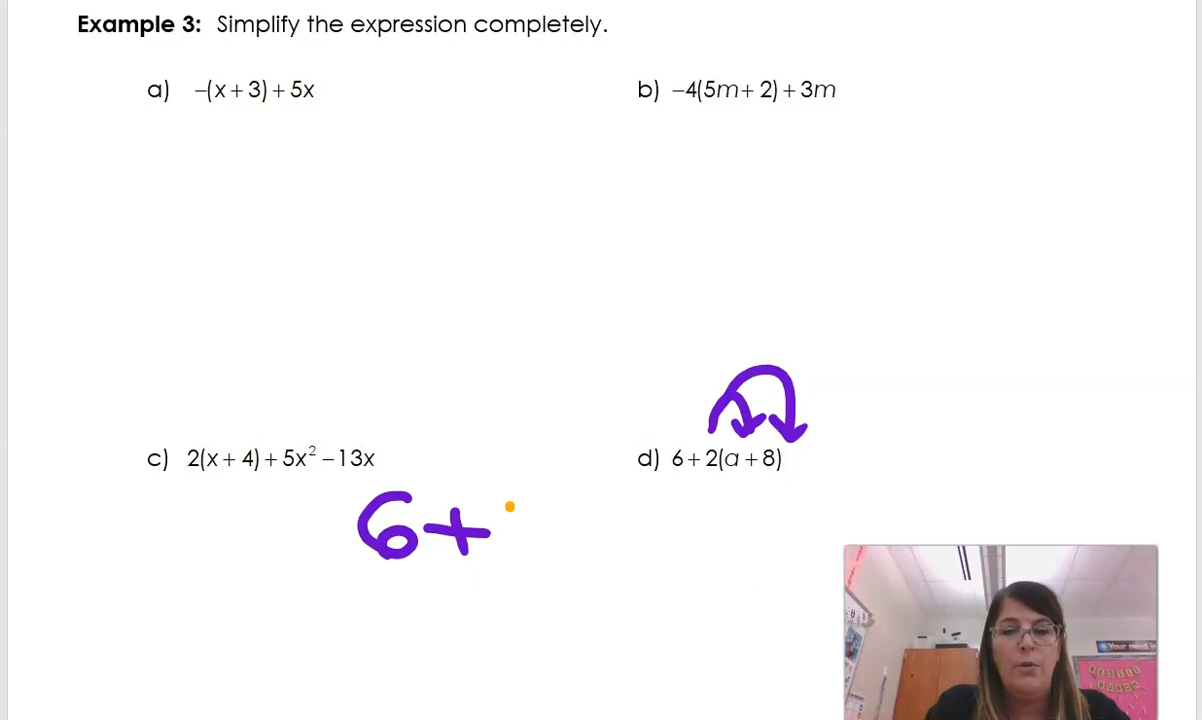 Example 3: Simplify the expression completely.
a) –(x + 3) + 5x
b) –4(5m + 2) + 3m
c) 2(x + 4) + 5x² – 13x
d) 6 + 2(a + 8)
6 +
Your